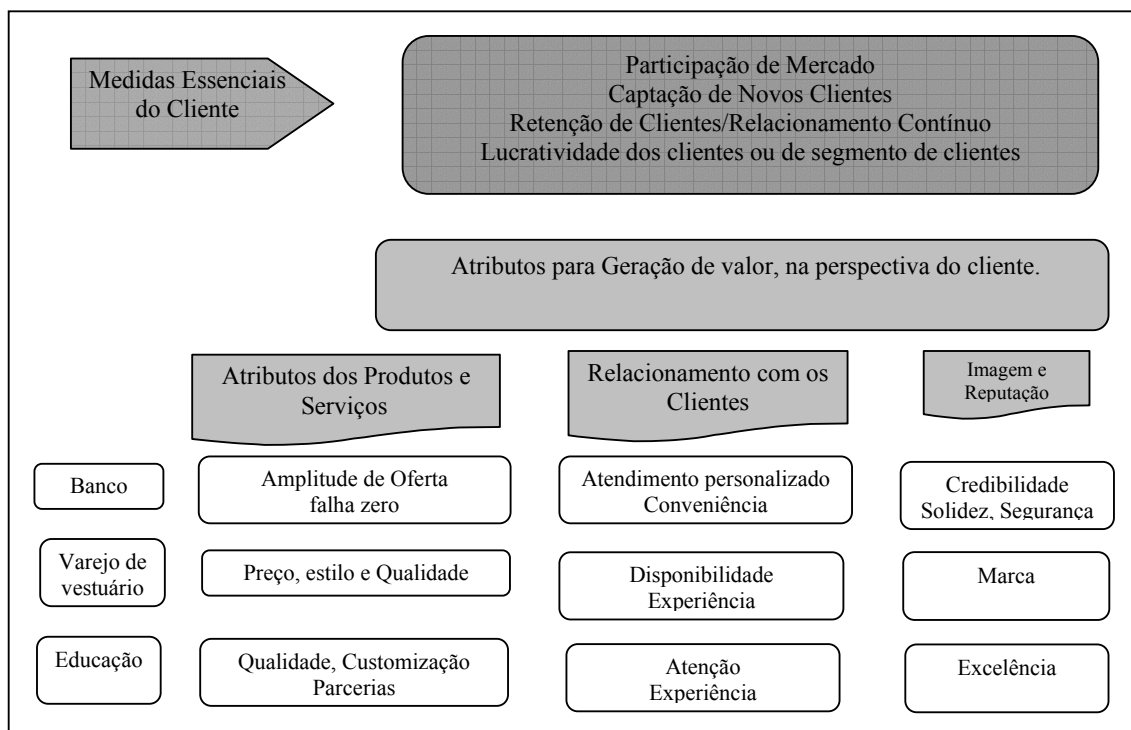 Medidas Essenciais
do Cliente
Participação de Mercado
Captação de Novos Clientes
Retenção de Clientes/Relacionamento Contínuo
Lucratividade dos clientes ou de segmento de clientes
Atributos para Geração de valor, na perspectiva do cliente.
Atributos dos Produtos e
Serviços
Relacionamento com os
Clientes
Imagem e
Reputação
Banco
Amplitude de Oferta
falha zero
Atendimento personalizado
Conveniência
Credibilidade
Solidez, Segurança
Varejo de
vestuário
Preço, estilo e Qualidade
Disponibilidade
Experiência
Marca
Educação
Qualidade, Customização
Parcerias
Atenção
Experiência
Excelência